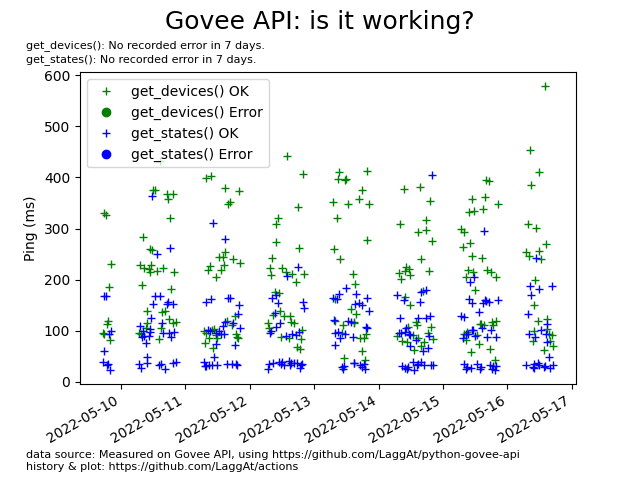 Govee API: is it working?
get_devices(): No recorded error in 7 days.
get_states(): No recorded error in 7 days.
600
500
400
300
200
100
0
Ping (ms)
get_devices() OK
get_devices() Error
get_states() OK
get_states() Error
2022-05-10
2022-05-11
2022-05-12
2022-05-13
2022-05-14
2022-05-15
2022-05-16
2022-05-17
data source: Measured on Govee API, using https://github.com/LaggAt/python-govee-api
history & plot: https://github.com/LaggAt/actions